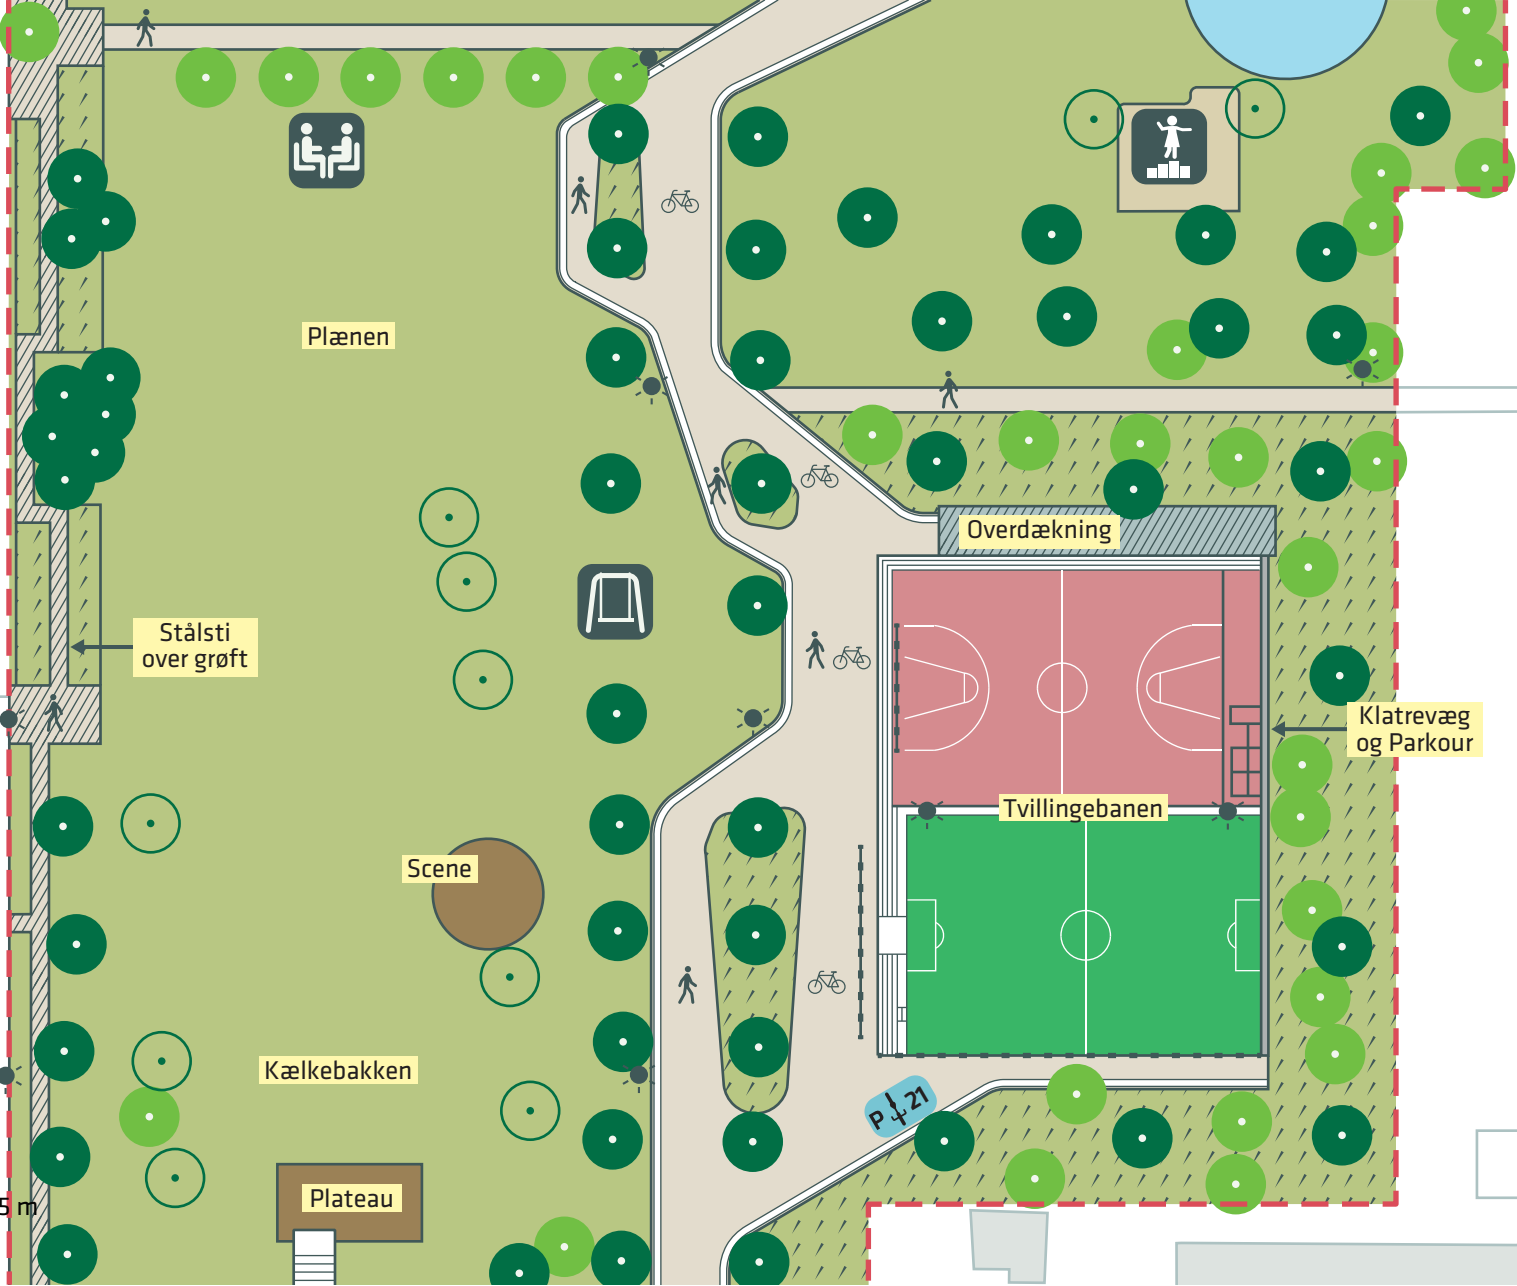 Plænen
Overdækning
Stålsti
over grøft
Klatrevæg
og Parkour
Tvillingebanen
Scene
Kælkebakken
P 21
Plateau
5 m